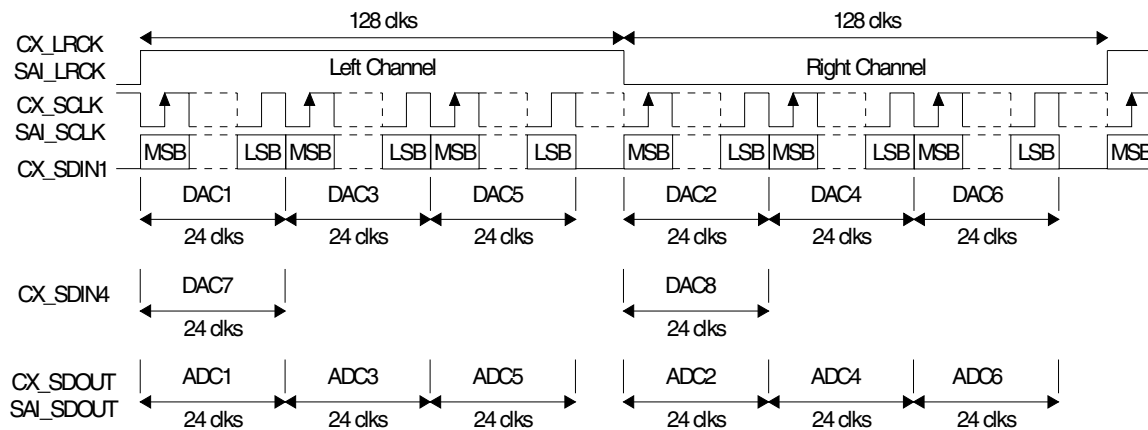 128 clks 128 clks
CX_LRCK
SAI_LRCK
Left Channel Right Channel
CX_SCLK
SAI_SCLK
CX_SDIN1
MSB LSB MSB LSB MSB LSB MSB LSB MSB LSB MSB LSB MSB
DAC1 DAC3 DAC5 DAC2 DAC4 DAC6
24 clks 24 clks 24 clks 24 clks 24 clks 24 clks
CX_SDIN4
DAC7 DAC8
24 clks 24 clks
CX_SDOUT
SAI_SDOUT
ADC1 ADC3 ADC5 ADC2 ADC4 ADC6
24 clks 24 clks 24 clks 24 clks 24 clks 24 clks